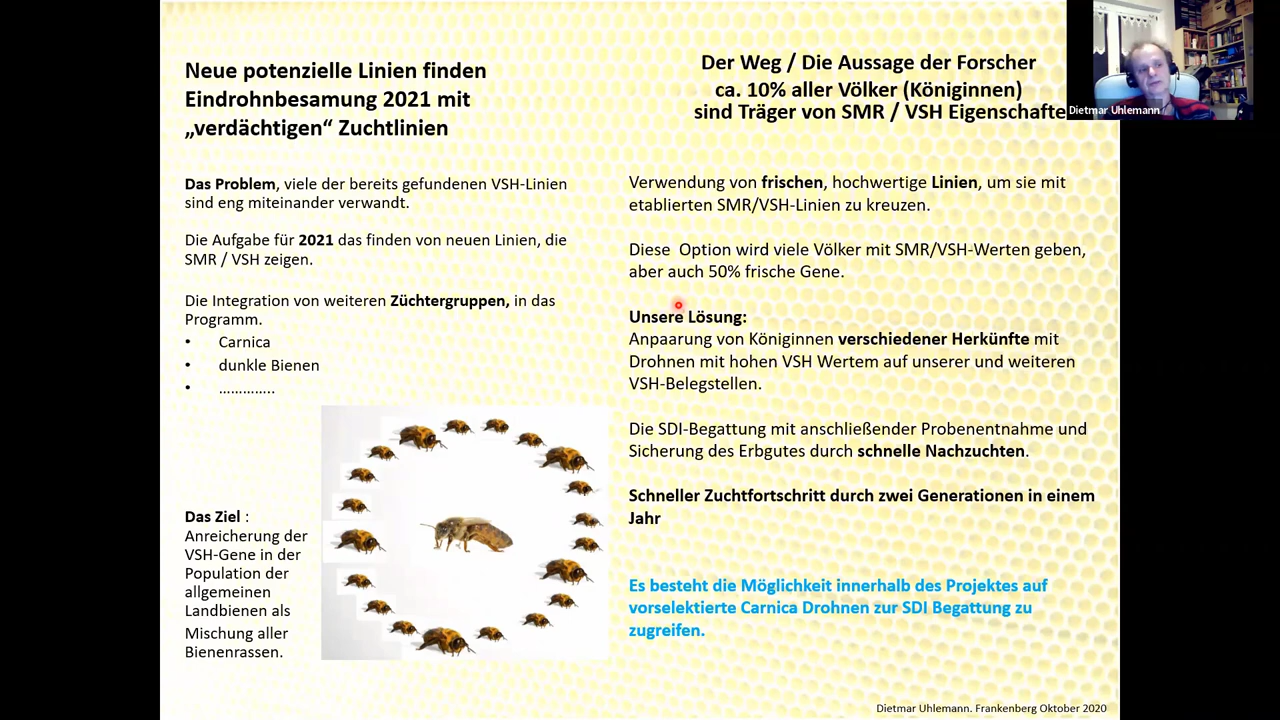 Neue potenzielle Linien finden
Eindrohnbesamung 2021 mit
„verdächtigen“ Zuchtlinien
Das Problem, viele der bereits gefundenen VSH-Linien
sind eng miteinander verwandt.
Die Aufgabe für 2021 das finden von neuen Linien, die
SMR / VSH zeigen.
Die Integration von weiteren Züchtergruppen, in das
Programm.
• Carnica
• dunkle Bienen
• …………..
Das Ziel :
Anreicherung der
VSH-Gene in der
Population der
allgemeinen
Landbienen als
Mischung aller
Bienenrassen.
Der Weg / Die Aussage der Forscher
ca. 10% aller Völker (Königinnen)
sind Träger von SMR / VSH Eigenschafte
Verwendung von frischen, hochwertige Linien, um sie mit
etablierten SMR/VSH-Linien zu kreuzen.
Diese Option wird viele Völker mit SMR/VSH-Werten geben,
aber auch 50% frische Gene.
Unsere Lösung:
Anpaarung von Königinnen verschiedener Herkünfte mit
Drohnen mit hohen VSH Wertem auf unserer und weiteren
VSH-Belegstellen.
Die SDI-Begattung mit anschließender Probenentnahme und
Sicherung des Erbgutes durch schnelle Nachzuchten.
Schneller Zuchtfortschritt durch zwei Generationen in einem
Jahr
Es besteht die Möglichkeit innerhalb des Projektes auf
vorselektierte Carnica Drohnen zur SDI Begattung zu
zugreifen.
Dietmar Uhlemann. Frankenberg Oktober 2020
Dietmar Uhlemann